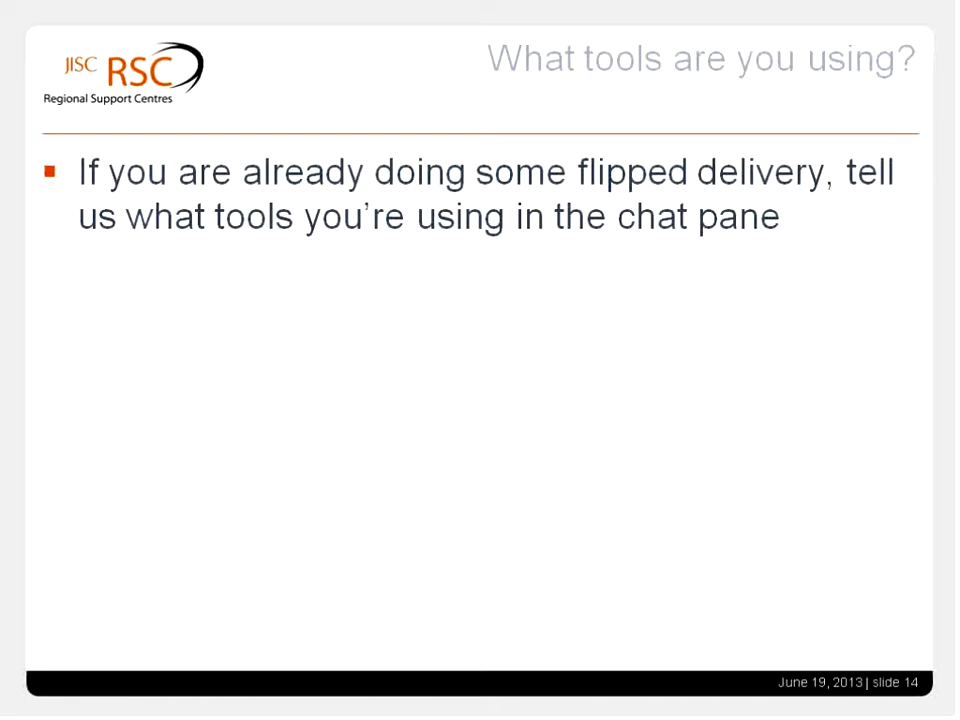 JISC RSC
Regional Support Centres
What tools are you using?
If you are already doing some flipped delivery, tell
us what tools you're using in the chat pane
June 19, 2013 | slide 14